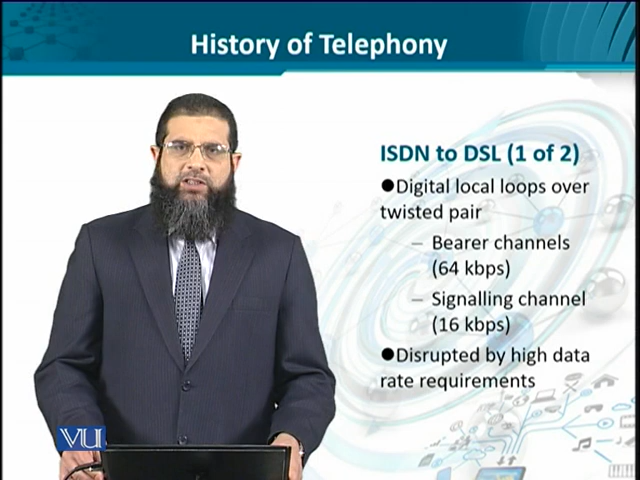 History of Telephony
ISDN to DSL (1 of 2)
●Digital local loops over
twisted pair
– Bearer channels
(64 kbps)
– Signalling channel
(16 kbps)
●Disrupted by high data
rate requirements
VU